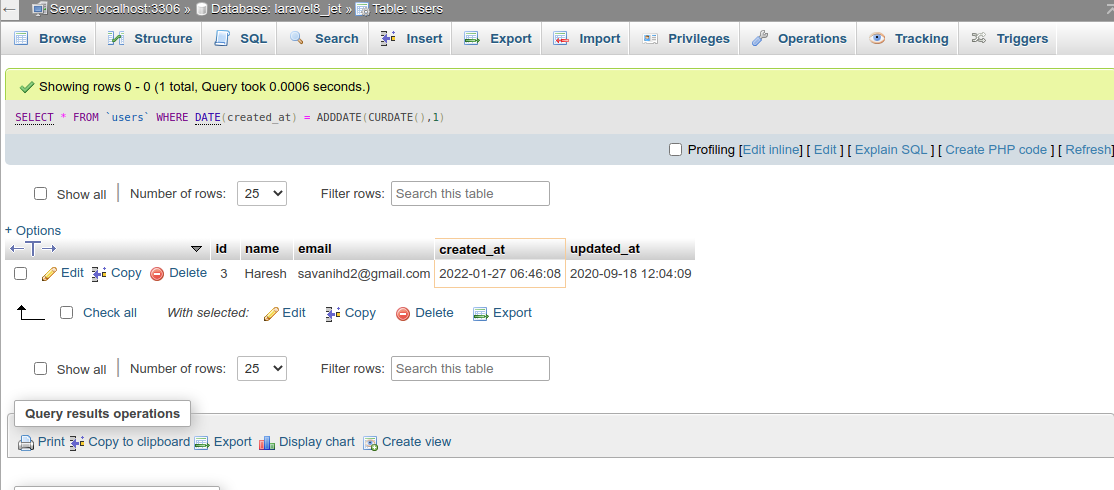 Server: localhost:3306 » Database: laravel8_jet » Table: users
Browse Structure SQL Search Insert Export Import Privileges Operations Tracking Triggers
Showing rows 0 - 0 (1 total, Query took 0.0006 seconds.)
SELECT * FROM `users` WHERE DATE(created_at) = ADDDATE(CURDATE(),1)
Profiling [Edit inline] [ Edit ] [ Explain SQL ] [ Create PHP code ] [ Refresh]
Show all Number of rows: 25 Filter rows: Search this table
+ Options
←T→ id name email created_at updated_at
Edit Copy Delete 3 Haresh savanihd2@gmail.com 2022-01-27 06:46:08 2020-09-18 12:04:09
Check all With selected: Edit Copy Delete Export
Show all Number of rows: 25 Filter rows: Search this table
Query results operations
Print Copy to clipboard Export Display chart Create view